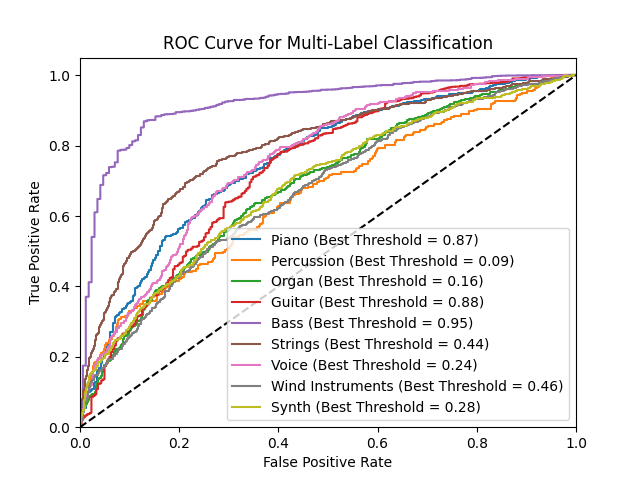 ROC Curve for Multi-Label Classification
True Positive Rate
1.0
0.8
0.6
0.4
0.2
0.0
Piano (Best Threshold = 0.87)
Percussion (Best Threshold = 0.09)
Organ (Best Threshold = 0.16)
Guitar (Best Threshold = 0.88)
Bass (Best Threshold = 0.95)
Strings (Best Threshold = 0.44)
Voice (Best Threshold = 0.24)
Wind Instruments (Best Threshold = 0.46)
Synth (Best Threshold = 0.28)
0.0 0.2 0.4 0.6 0.8 1.0
False Positive Rate